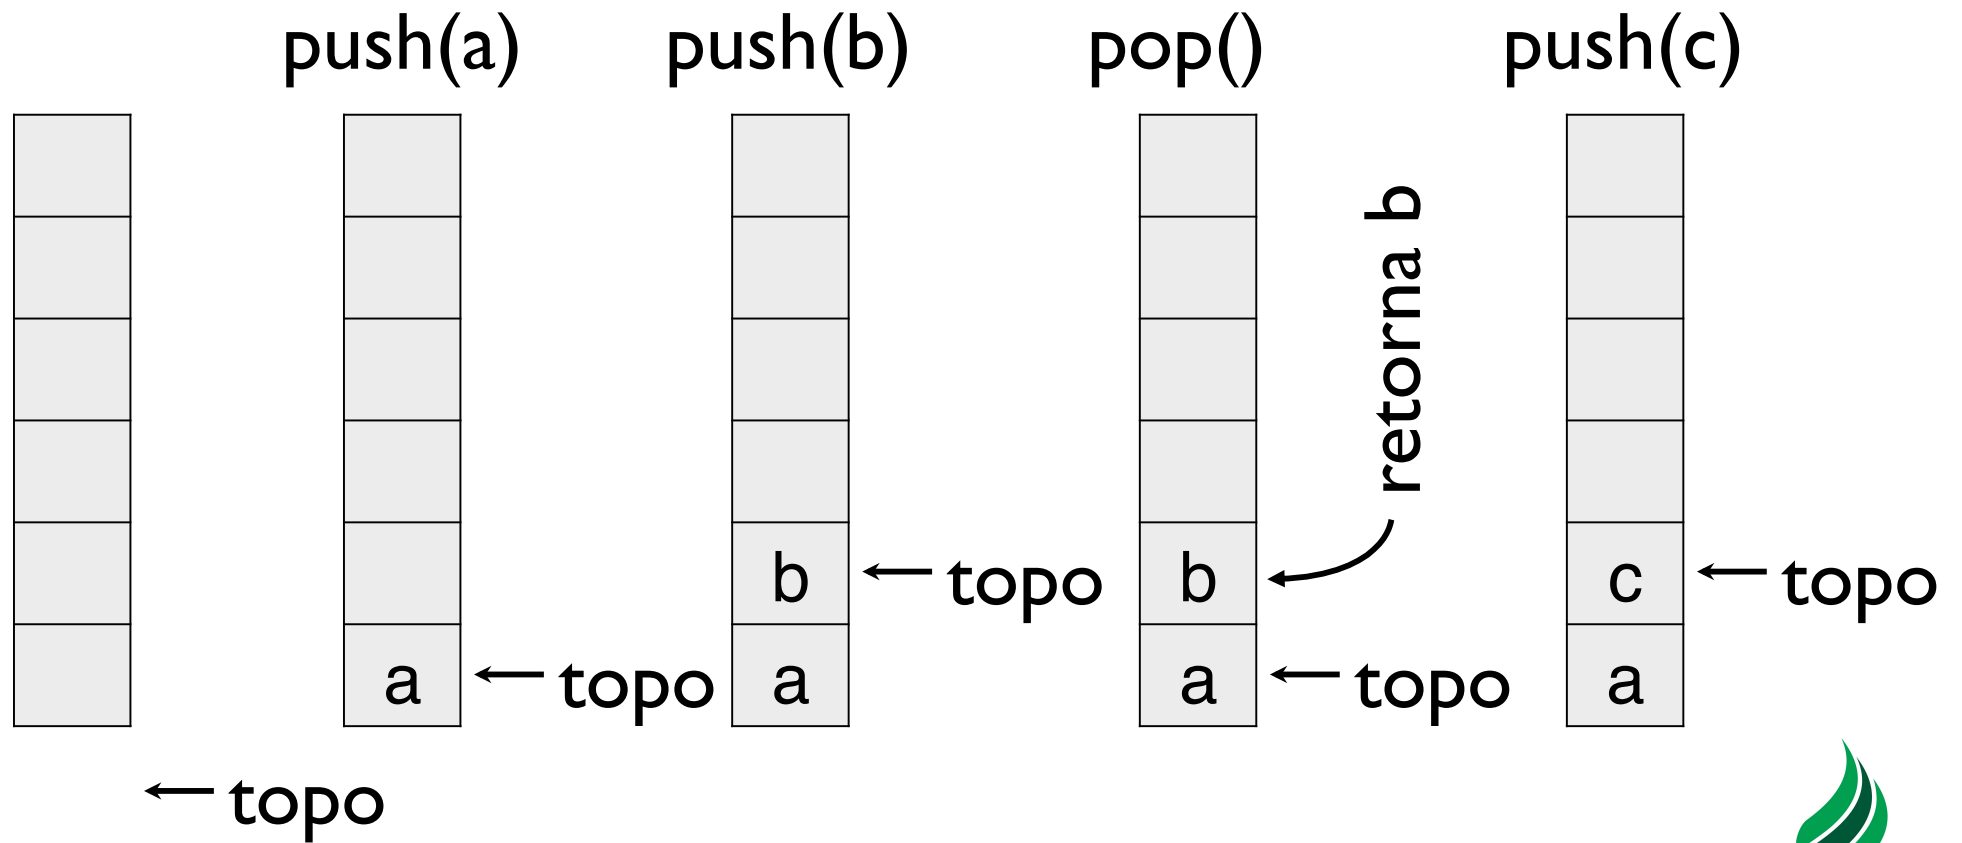 push(a) push(b) pop() push(c)
retorna b
b topo b c topo
a topo a a topo a
topo